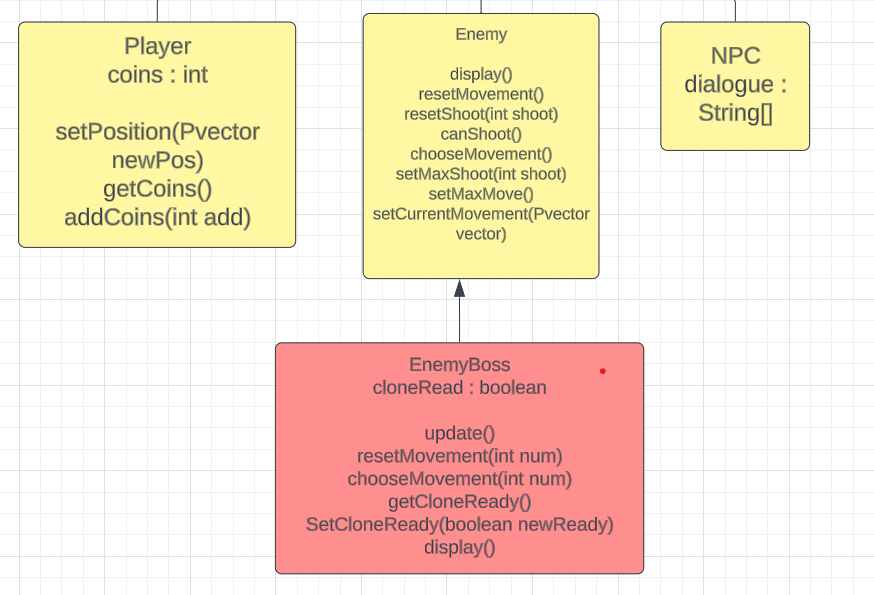 Player
coins : int
setPosition(Pvector
newPos)
getCoins()
addCoins(int add)
Enemy
display()
resetMovement()
resetShoot(int shoot)
canShoot()
chooseMovement()
setMaxShoot(int shoot)
setMaxMove()
setCurrentMovement(Pvector
vector)
NPC
dialogue :
String[]
EnemyBoss
cloneRead : boolean
update()
resetMovement(int num)
chooseMovement(int num)
getCloneReady()
SetCloneReady(boolean newReady)
display()